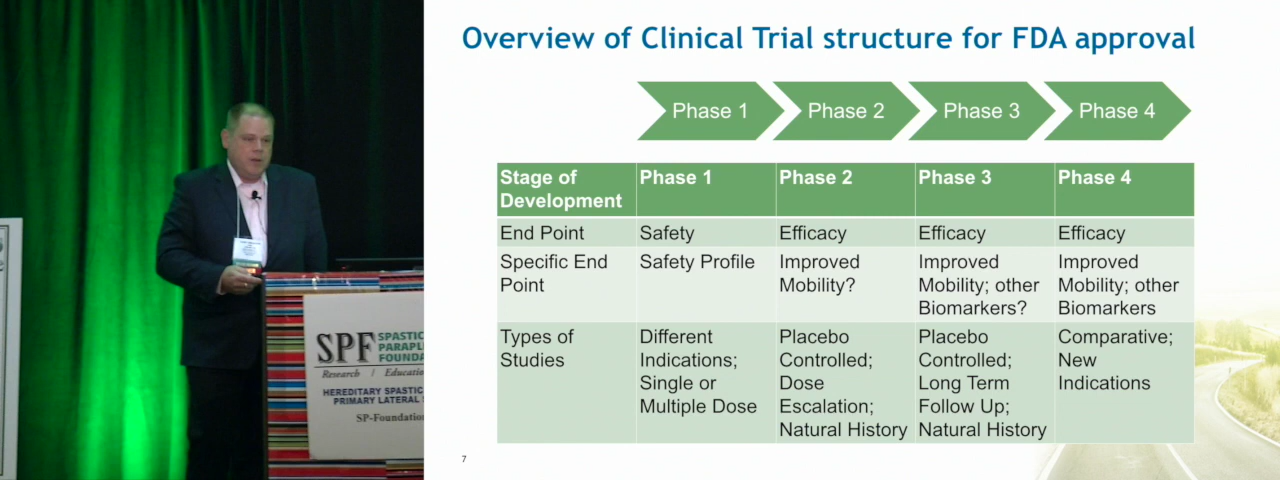 Overview of Clinical Trial structure for FDA approval
Phase 1
Phase 2
Phase 3
Phase 4
Stage of
Development
Phase 1
Phase 2
Phase 3
Phase 4
End Point
Safety
Efficacy
Efficacy
Efficacy
Specific End
Point
Safety Profile
Improved
Mobility?
Improved
Mobility; other
Biomarkers?
Improved
Mobility; other
Biomarkers
Types of
Studies
Different
Indications;
Single or
Multiple Dose
Placebo
Controlled;
Dose
Escalation;
Natural History
Placebo
Controlled;
Long Term
Follow Up;
Natural History
Comparative;
New
Indications
7
SPF
SPASTIC
PARAPL
FOUNDA
Research / Educatio
HEREDITARY SPASTIC
PRIMARY LATERAL S
SP-Foundatio